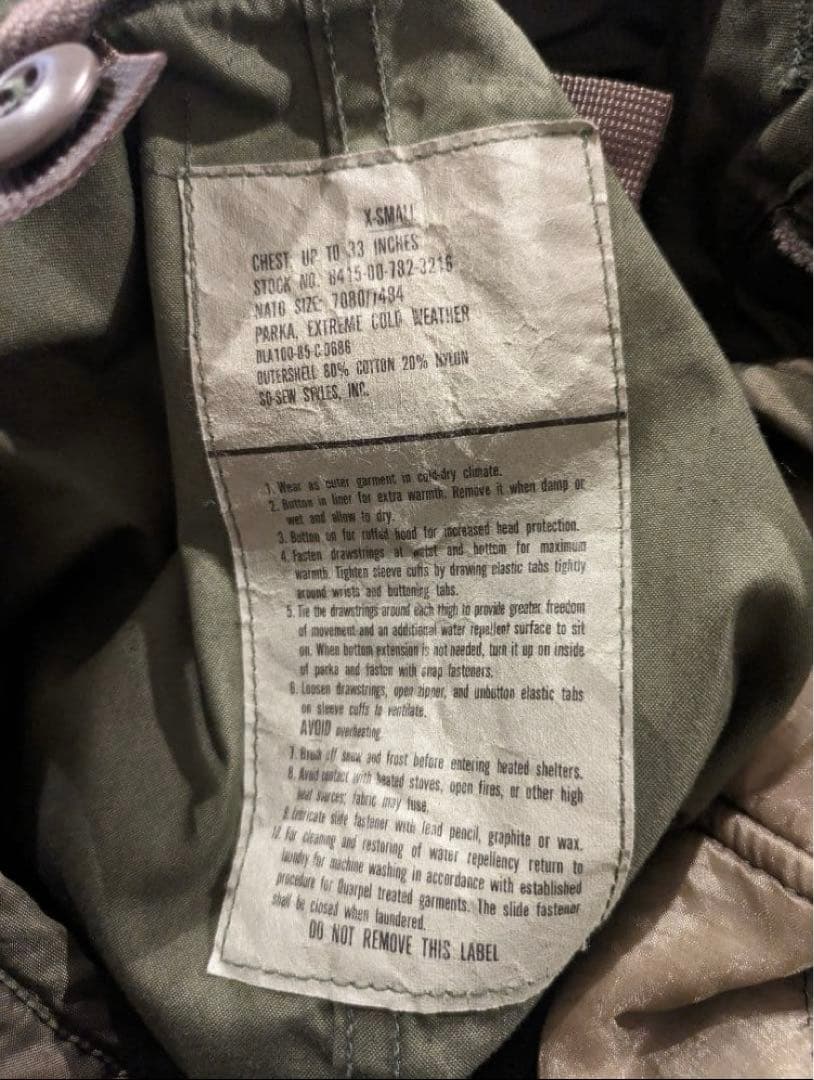 X-SMALL
CHEST: UP TO 33 INCHES
STOCK NO. 8415-00-782-3216
NATO SIZE: 7080/7484
PARKA, EXTREME COLD WEATHER
DLA100-85-C-0686
OUTERSHELL 80% COTTON 20% NYLON
SO-SEW STYLES, INC.
1. Wear as outer garment in cold-dry climate.
2. Button in liner for extra warmth. Remove it when damp or
wet and allow to dry.
3. Button on fur ruffed hood for increased head protection.
4. Fasten drawstrings at waist and bottom for maximum
warmth. Tighten sleeve cuffs by drawing elastic tabs tightly
around wrists and buttoning tabs.
5. Tie the drawstrings around each thigh to provide greater freedom
of movement and an additional water repellent surface to sit
on. When bottom extension is not needed, turn it up on inside
of parka and fasten with snap fasteners.
6. Loosen drawstrings, open zipper, and unbutton elastic tabs
on sleeve cuffs to ventilate.
AVOID overheating
7. Brush off snow and frost before entering heated shelters.
8. Avoid contact with heated stoves, open fires, or other high
heat sources; fabric may fuse.
9. Lubricate slide fastener with lead pencil, graphite or wax.
For cleaning and restoring of water repellency return to
laundry for machine washing in accordance with established
procedure for Quarpel treated garments. The slide fastener
shall be closed when laundered.
DO NOT REMOVE THIS LABEL